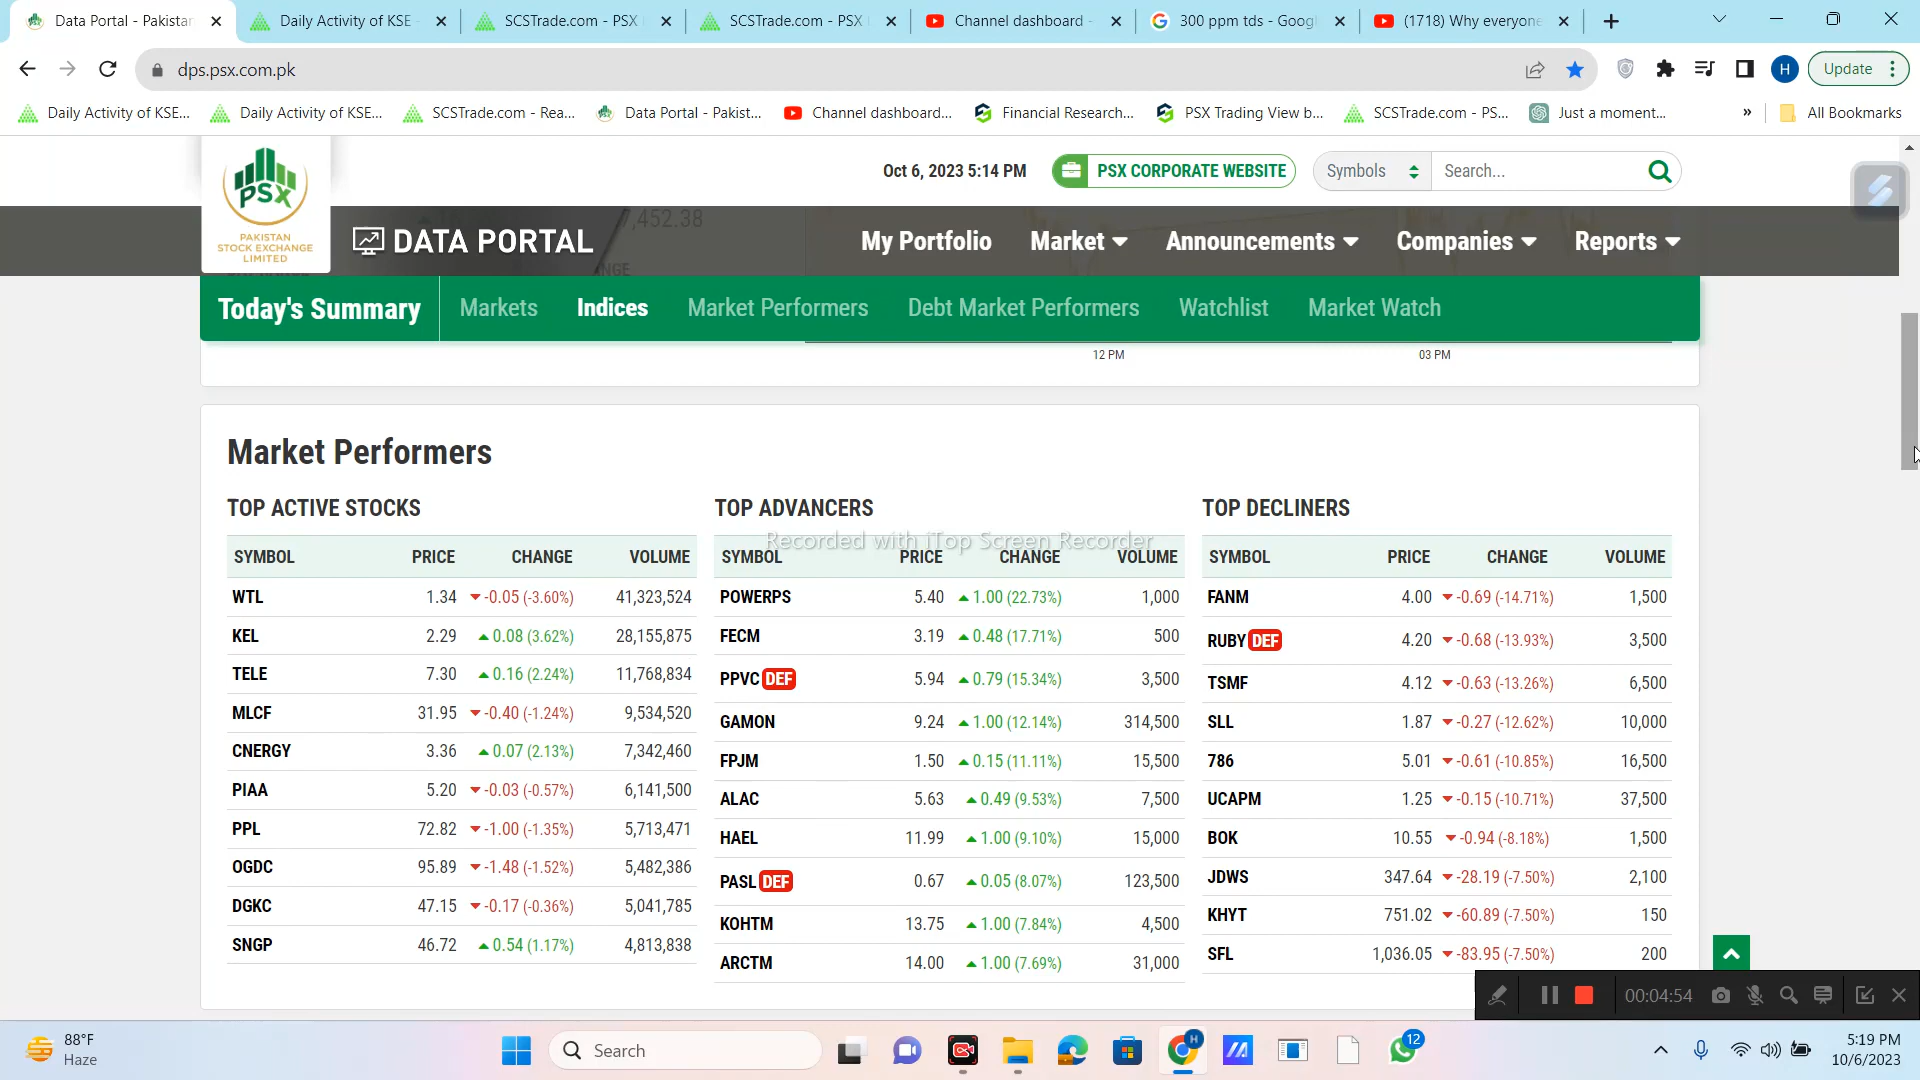 Data Portal - Pakistan
Daily Activity of KSE -
SCSTrade.com - PSX
SCSTrade.com - PSX
Channel dashboard -
300 ppm tds - Googl
(1718) Why everyone
dps.psx.com.pk
H
Update
Daily Activity of KSE...
Daily Activity of KSE...
SCSTrade.com - Rea...
Data Portal - Pakist...
Channel dashboard...
Financial Research...
PSX Trading View b...
SCSTrade.com - PS...
Just a moment...
»
All Bookmarks
PSX
PAKISTAN
STOCK EXCHANGE
LIMITED
Oct 6, 2023 5:14 PM
PSX CORPORATE WEBSITE
Symbols
Search...
7,452.38
DATA PORTAL
My Portfolio
Market
Announcements
Companies
Reports
Today's Summary
Markets
Indices
Market Performers
Debt Market Performers
Watchlist
Market Watch
12 PM
03 PM
Market Performers
TOP ACTIVE STOCKS
SYMBOL PRICE CHANGE VOLUME
WTL 1.34 -0.05 (-3.60%) 41,323,524
KEL 2.29 0.08 (3.62%) 28,155,875
TELE 7.30 0.16 (2.24%) 11,768,834
MLCF 31.95 -0.40 (-1.24%) 9,534,520
CNERGY 3.36 0.07 (2.13%) 7,342,460
PIAA 5.20 -0.03 (-0.57%) 6,141,500
PPL 72.82 -1.00 (-1.35%) 5,713,471
OGDC 95.89 -1.48 (-1.52%) 5,482,386
DGKC 47.15 -0.17 (-0.36%) 5,041,785
SNGP 46.72 0.54 (1.17%) 4,813,838
TOP ADVANCERS
Recorded with iTop Screen Recorder
SYMBOL PRICE CHANGE VOLUME
POWERPS 5.40 1.00 (22.73%) 1,000
FECM 3.19 0.48 (17.71%) 500
PPVC DEF 5.94 0.79 (15.34%) 3,500
GAMON 9.24 1.00 (12.14%) 314,500
FPJM 1.50 0.15 (11.11%) 15,500
ALAC 5.63 0.49 (9.53%) 7,500
HAEL 11.99 1.00 (9.10%) 15,000
PASL DEF 0.67 0.05 (8.07%) 123,500
KOHTM 13.75 1.00 (7.84%) 4,500
ARCTM 14.00 1.00 (7.69%) 31,000
TOP DECLINERS
SYMBOL PRICE CHANGE VOLUME
FANM 4.00 -0.69 (-14.71%) 1,500
RUBY DEF 4.20 -0.68 (-13.93%) 3,500
TSMF 4.12 -0.63 (-13.26%) 6,500
SLL 1.87 -0.27 (-12.62%) 10,000
786 5.01 -0.61 (-10.85%) 16,500
UCAPM 1.25 -0.15 (-10.71%) 37,500
BOK 10.55 -0.94 (-8.18%) 1,500
JDWS 347.64 -28.19 (-7.50%) 2,100
KHYT 751.02 -60.89 (-7.50%) 150
SFL 1,036.05 -83.95 (-7.50%) 200
00:04:54
88°F
Haze
Search
H
12
5:19 PM
10/6/2023